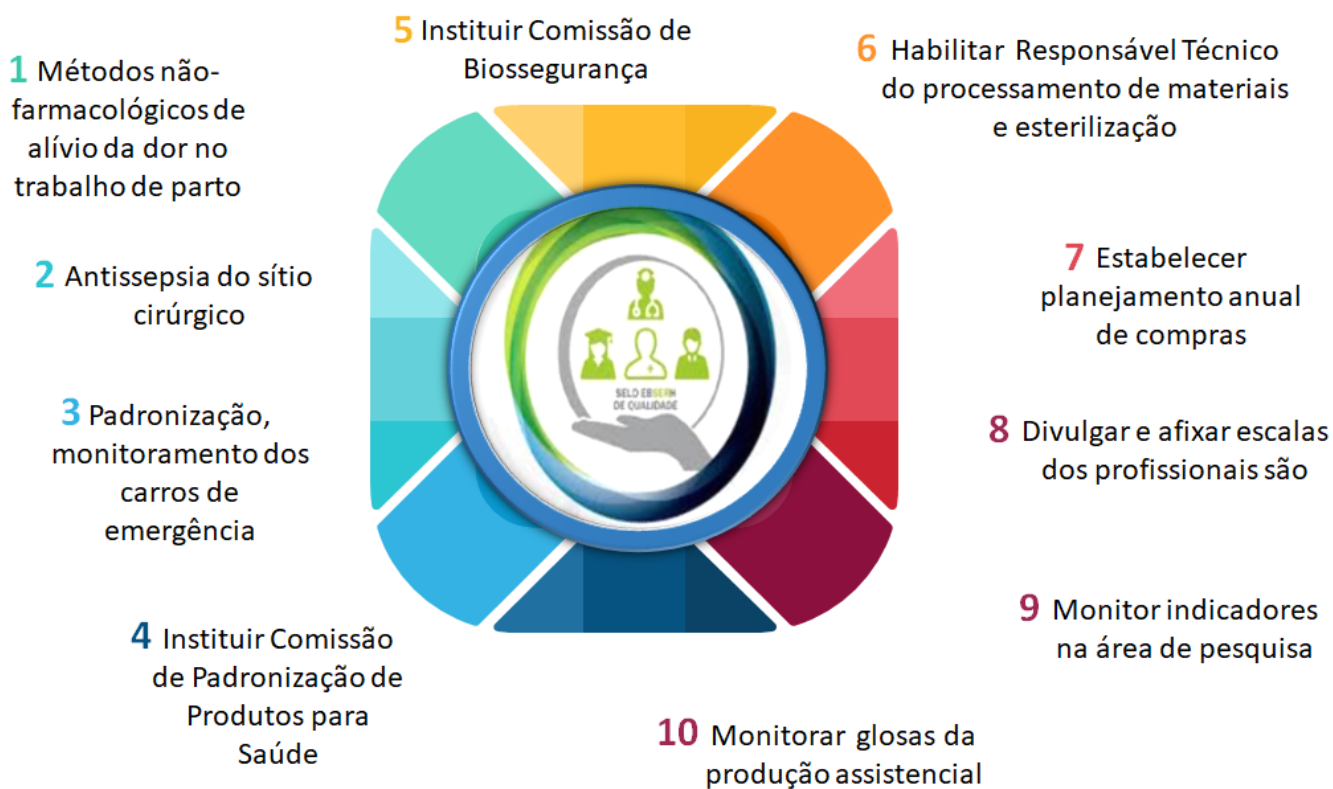 1 Métodos não-
farmacológicos de
alívio da dor no
trabalho de parto
2 Antissepsia do sítio
cirúrgico
3 Padronização,
monitoramento dos
carros de
emergência
4 Instituir Comissão
de Padronização de
Produtos para
Saúde
5 Instituir Comissão de
Biossegurança
6 Habilitar Responsável Técnico
do processamento de materiais
e esterilização
7 Estabelecer
planejamento anual
de compras
8 Divulgar e afixar escalas
dos profissionais são
9 Monitor indicadores
na área de pesquisa
10 Monitorar glosas da
produção assistencial
SELO EBSERH
DE QUALIDADE